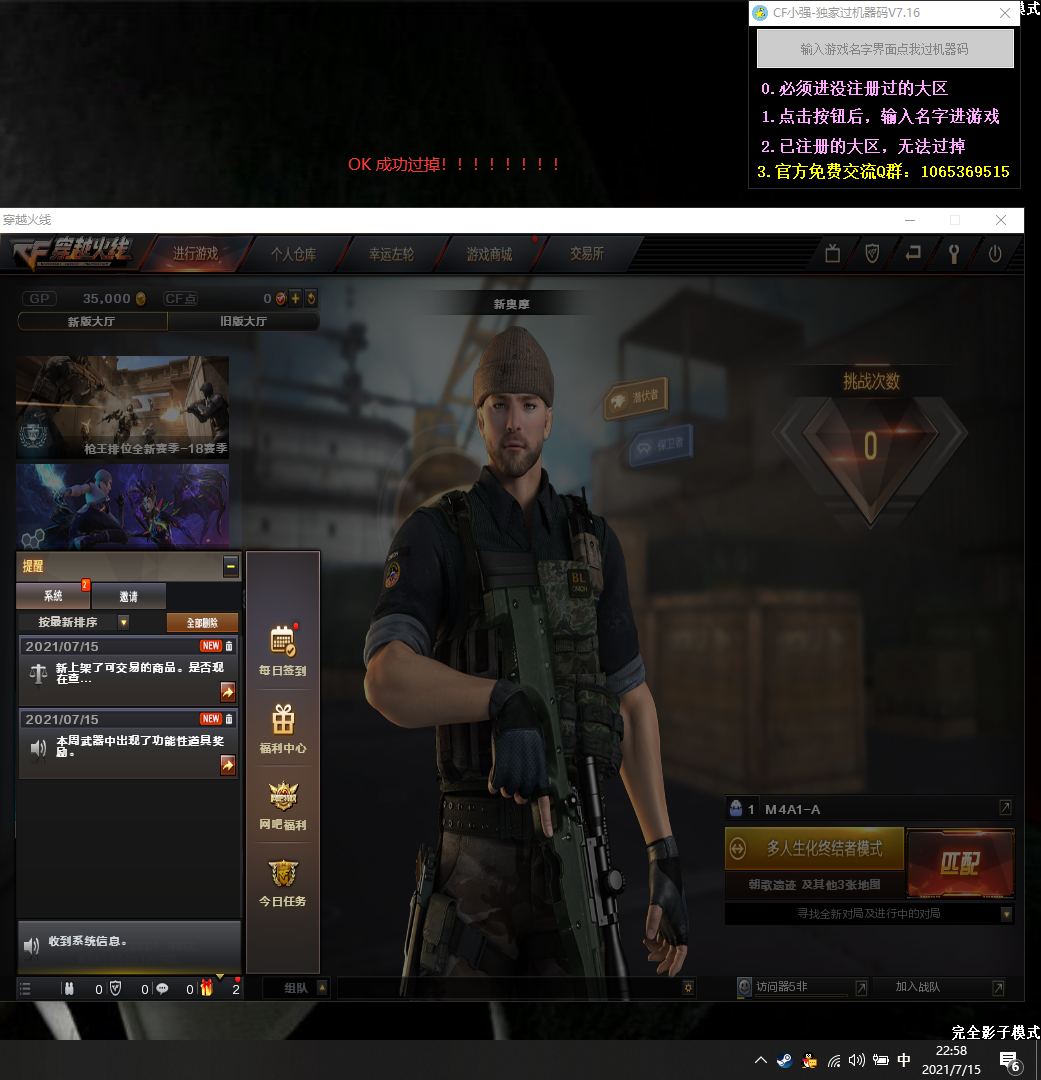 模式
CF小强-独家过机器码V7.16
输入游戏名字界面点我过机器码
0.必须进没注册过的大区
1.点击按钮后，输入名字进游戏
2.已注册的大区，无法过掉
3.官方免费交流Q群：1065369515
OK 成功过掉！！！！！！！！
穿越火线
CF 穿越火线
进行游戏
个人仓库
幸运左轮
游戏商城
交易所
GP 35,000 CF点 0
新版大厅 旧版大厅
新奥摩
潜伏者
保卫者
挑战次数
0
枪王排位全新赛季-18赛季
BL
提醒
系统 2 邀请
按最新排序 全部删除
2021/07/15 NEW
新上架了可交易的商品。是否现
在查...
2021/07/15 NEW
本周武器中出现了功能性道具奖
励。
收到系统信息。
每日签到
福利中心
网吧福利
今日任务
1 M4A1-A
多人生化终结者模式
朝歌遗迹 及其他3张地图
匹配
寻找全新对局及进行中的对局
0 0 0 2
组队
访问器5非
加入战队
完全影子模式
中
22:58
2021/7/15
6